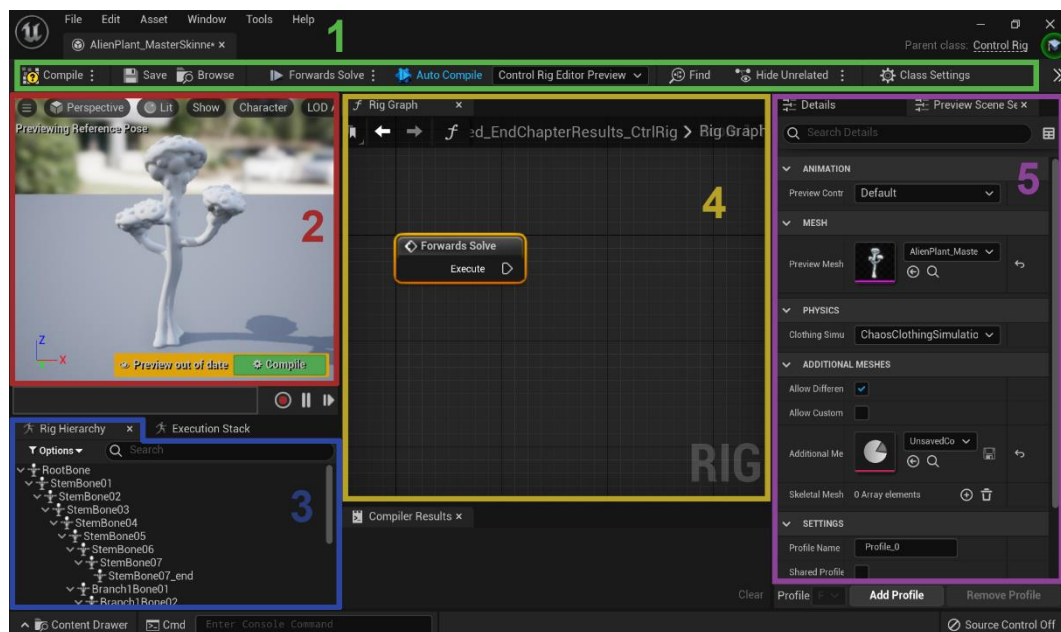 File Edit Asset Window Tools Help
1
AlienPlant_MasterSkinne•
Parent class: Control Rig
Compile Save Browse Forwards Solve Auto Compile Control Rig Editor Preview Find Hide Unrelated Class Settings
Perspective Lit Show Character LOD A
Previewing Reference Pose
2
Z
X
Preview out of date Compile
Rig Hierarchy Execution Stack
Options Search
RootBone
StemBone01
StemBone02
StemBone03
StemBone04
StemBone05
StemBone06
StemBone07
StemBone07_end
Branch1Bone01
Branch1Bone02
3
Rig Graph
ed_EndChapterResults_CtrlRig > Rig Graph
4
Forwards Solve
Execute
RIG
Compiler Results
Clear
Details Preview Scene Se
Search Details
5
ANIMATION
Preview Contr Default
MESH
Preview Mesh AlienPlant_Maste
PHYSICS
Clothing Simu ChaosClothingSimulatio
ADDITIONAL MESHES
Allow Differen
Allow Custom
Additional Me UnsavedCo
Skeletal Mesh 0 Array elements
SETTINGS
Profile Name Profile_0
Shared Profile
Profile F Add Profile Remove Profile
Content Drawer Cmd Enter Console Command Source Control Off